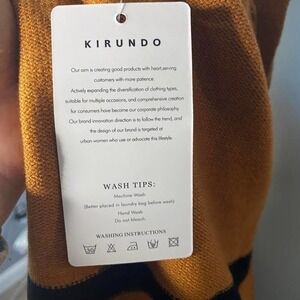 KIRUNDO
Our aim is creating good products with heart,serving
customers with more patience.
Actively expanding the diversification of clothing types,
suitable for multiple occasions, and comprehensive creation
for consumers have become our corporate philosophy.
Our brand innovation direction is to follow the trend, and
the design of our brand is targeted at
urban women who use or advocate this lifestyle.
WASH TIPS:
Machine Wash
(Better placed in laundry bag before wash)
Hand Wash
Do not bleach.
WASHING INSTRUCTIONS